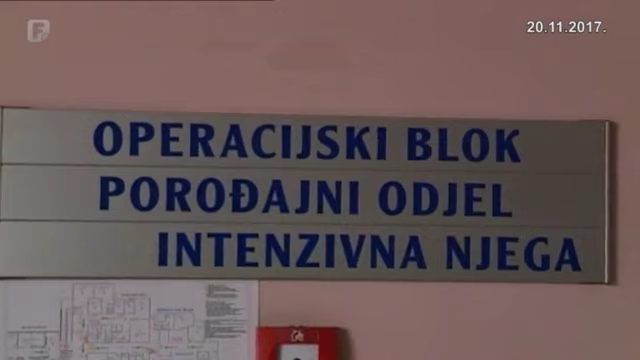 20.11.2017.
OPERACIJSKI BLOK
POROĐAJNI ODJEL
INTENZIVNA NJEGA